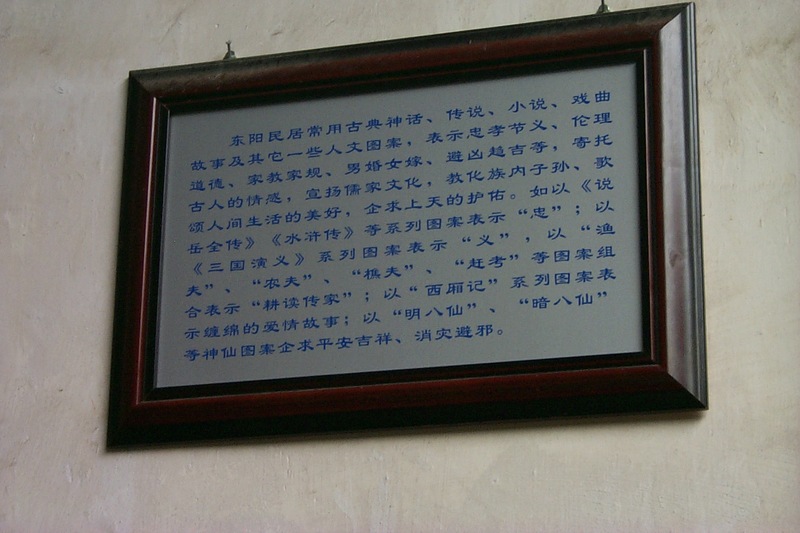 东阳民居常用古典神话、传说、小说、戏曲
故事及其它一些人文图案，表示忠孝节义、伦理
道德、家教家规、男婚女嫁、避凶趋吉等，寄托
古人的情感，宣扬儒家文化，教化族内子孙、歌
颂人间生活的美好，企求上天的护佑。如以《说
岳全传》《水浒传》等系列图案表示“忠”；以
《三国演义》系列图案表示“义”，以“渔
夫”、“农夫”、“樵夫”、“赶考”等图案组
合表示“耕读传家”；以“西厢记”系列图案表
示缠绵的爱情故事；以“明八仙”、“暗八仙”
等神仙图案企求平安吉祥、消灾避邪。